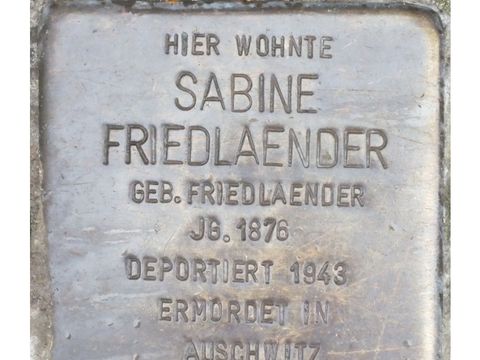 HIER WOHNTE
SABINE
FRIEDLAENDER
GEB. FRIEDLAENDER
JG. 1876
DEPORTIERT 1943
ERMORDET IN
AUSCHWITZ